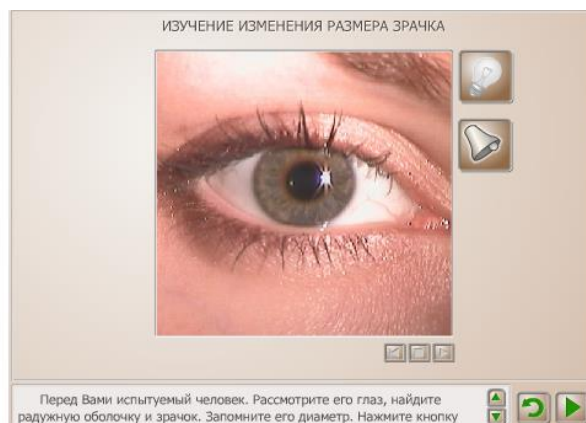 ИЗУЧЕНИЕ ИЗМЕНЕНИЯ РАЗМЕРА ЗРАЧКА
Перед Вами испытуемый человек. Рассмотрите его глаз, найдите
радужную оболочку и зрачок. Запомните его диаметр. Нажмите кнопку